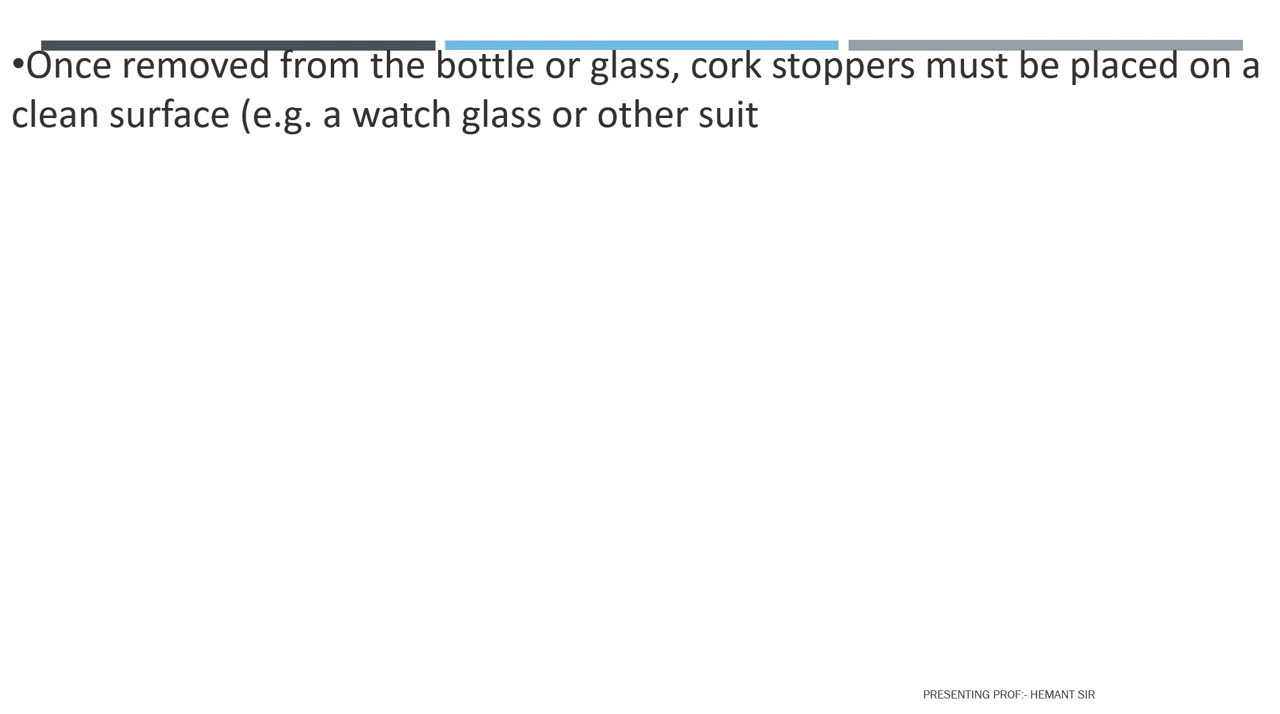 •Once removed from the bottle or glass, cork stoppers must be placed on a
clean surface (e.g. a watch glass or other suit
PRESENTING PROF:- HEMANT SIR